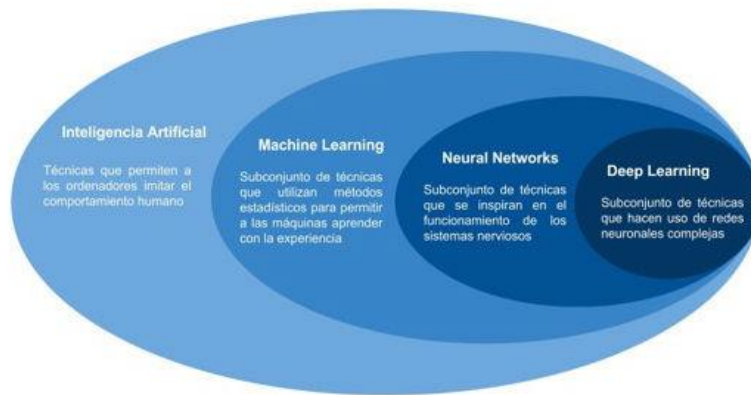 Inteligencia Artificial
Técnicas que permiten a
los ordenadores imitar el
comportamiento humano
Machine Learning
Subconjunto de técnicas
que utilizan métodos
estadísticos para permitir
a las máquinas aprender
con la experiencia
Neural Networks
Subconjunto de técnicas
que se inspiran en el
funcionamiento de los
sistemas nerviosos
Deep Learning
Subconjunto de técnicas
que hacen uso de redes
neuronales complejas